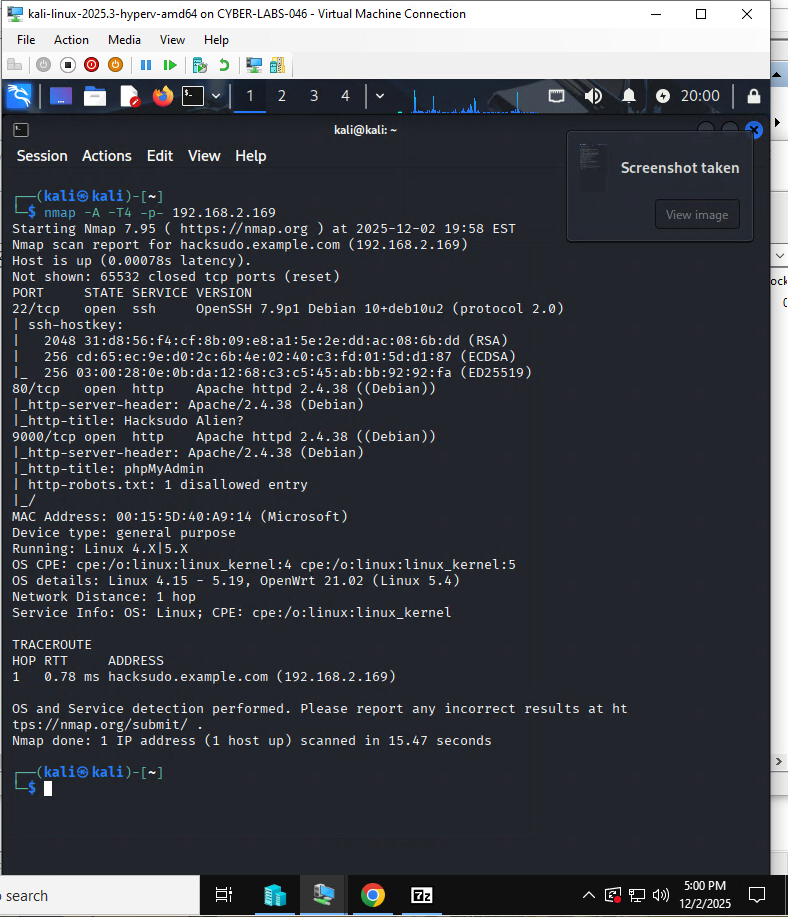 kali-linux-2025.3-hyperv-amd64 on CYBER-LABS-046 - Virtual Machine Connection
File Action Media View Help
1 2 3 4 20:00
kali@kali: ~
Session Actions Edit View Help
Screenshot taken
View image
┌──(kali㉿kali)-[~]
└─$ nmap -A -T4 -p- 192.168.2.169
Starting Nmap 7.95 ( https://nmap.org ) at 2025-12-02 19:58 EST
Nmap scan report for hacksudo.example.com (192.168.2.169)
Host is up (0.00078s latency).
Not shown: 65532 closed tcp ports (reset)
PORT     STATE SERVICE VERSION
22/tcp   open  ssh     OpenSSH 7.9p1 Debian 10+deb10u2 (protocol 2.0)
| ssh-hostkey:
|   2048 31:d8:56:f4:cf:8b:09:e8:a1:5e:2e:dd:ac:08:6b:dd (RSA)
|   256 cd:65:ec:9e:d0:2c:6b:4e:02:40:c3:fd:01:5d:d1:87 (ECDSA)
|_  256 03:00:28:0e:0b:da:12:68:c3:c5:45:ab:bb:92:92:fa (ED25519)
80/tcp   open  http    Apache httpd 2.4.38 ((Debian))
|_http-server-header: Apache/2.4.38 (Debian)
|_http-title: Hacksudo Alien?
9000/tcp open  http    Apache httpd 2.4.38 ((Debian))
|_http-server-header: Apache/2.4.38 (Debian)
|_http-title: phpMyAdmin
| http-robots.txt: 1 disallowed entry
|_/
MAC Address: 00:15:5D:40:A9:14 (Microsoft)
Device type: general purpose
Running: Linux 4.X|5.X
OS CPE: cpe:/o:linux:linux_kernel:4 cpe:/o:linux:linux_kernel:5
OS details: Linux 4.15 - 5.19, OpenWrt 21.02 (Linux 5.4)
Network Distance: 1 hop
Service Info: OS: Linux; CPE: cpe:/o:linux:linux_kernel
TRACEROUTE
HOP RTT     ADDRESS
1   0.78 ms hacksudo.example.com (192.168.2.169)
OS and Service detection performed. Please report any incorrect results at ht
tps://nmap.org/submit/ .
Nmap done: 1 IP address (1 host up) scanned in 15.47 seconds
┌──(kali㉿kali)-[~]
└─$
search
7z
5:00 PM
12/2/2025